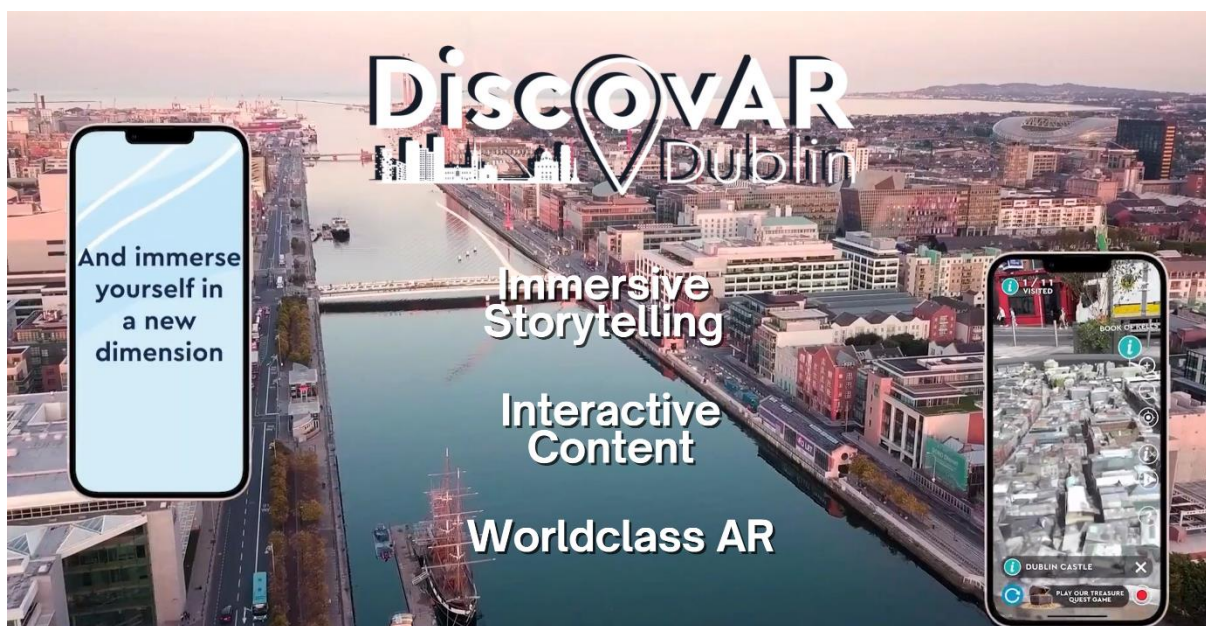 DiscovAR
Dublin
And immerse
yourself in
a new
dimension
Immersive
Storytelling
Interactive
Content
Worldclass AR
1/11
VISITED
BOOK OF KELLS
DUBLIN CASTLE
PLAY OUR TREASURE
QUEST GAME